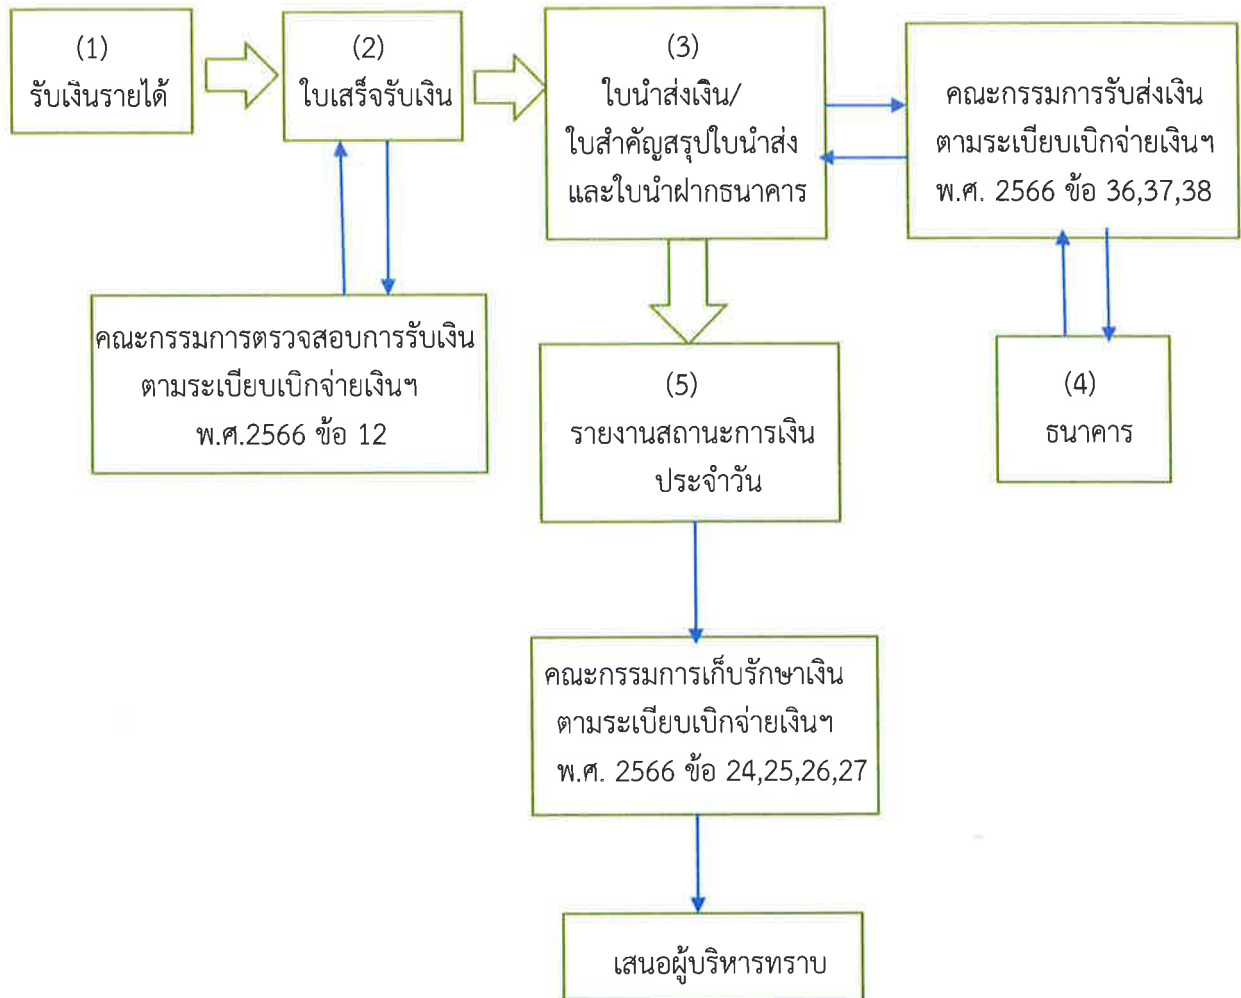 (1)
รับเงินรายได้
(2)
ใบเสร็จรับเงิน
(3)
ใบนำส่งเงิน/
ใบสำคัญสรุปใบนำส่ง
และใบนำฝากธนาคาร
คณะกรรมการรับส่งเงิน
ตามระเบียบเบิกจ่ายเงินฯ
พ.ศ. 2566 ข้อ 36,37,38
คณะกรรมการตรวจสอบการรับเงิน
ตามระเบียบเบิกจ่ายเงินฯ
พ.ศ.2566 ข้อ 12
(4)
ธนาคาร
(5)
รายงานสถานะการเงิน
ประจำวัน
คณะกรรมการเก็บรักษาเงิน
ตามระเบียบเบิกจ่ายเงินฯ
พ.ศ. 2566 ข้อ 24,25,26,27
เสนอผู้บริหารทราบ